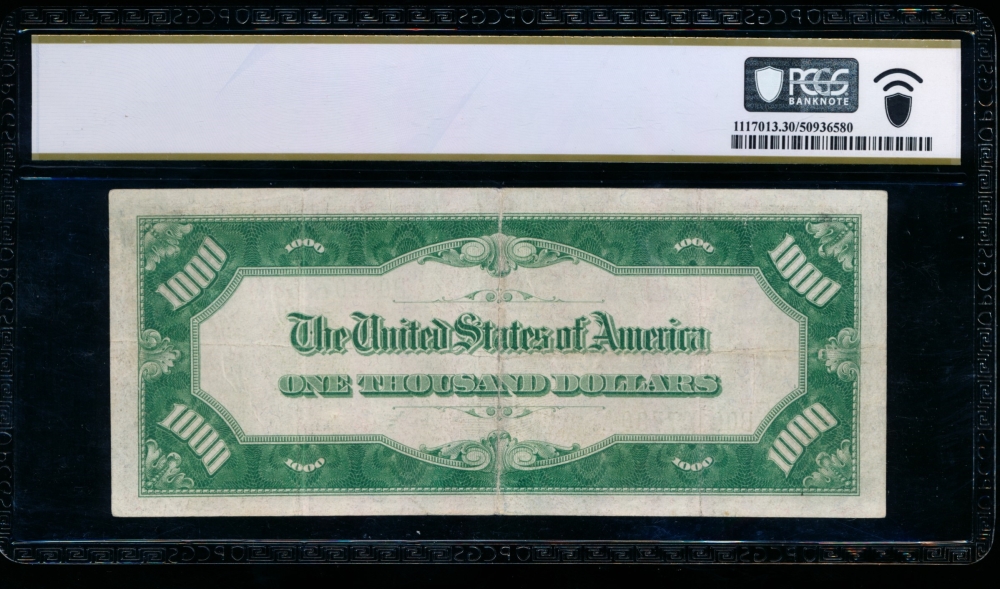 PCGS
BANKNOTE
1117013.30/50936580
1000 1000 1000 1000
The United States of America
ONE THOUSAND DOLLARS
1000 1000 1000 1000